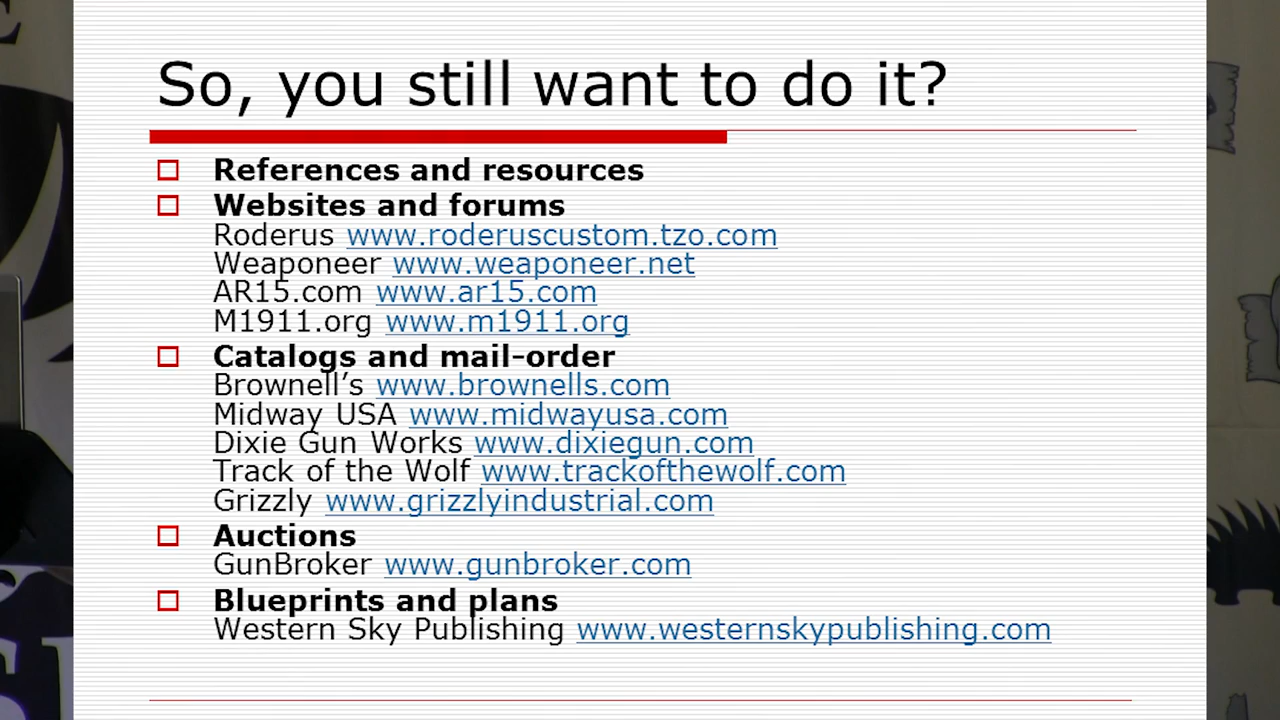 So, you still want to do it?
References and resources
Websites and forums
Roderus www.roderuscustom.tzo.com
Weaponeer www.weaponeer.net
AR15.com www.ar15.com
M1911.org www.m1911.org
Catalogs and mail-order
Brownell’s www.brownells.com
Midway USA www.midwayusa.com
Dixie Gun Works www.dixiegun.com
Track of the Wolf www.trackofthewolf.com
Grizzly www.grizzlyindustrial.com
Auctions
GunBroker www.gunbroker.com
Blueprints and plans
Western Sky Publishing www.westernskypublishing.com